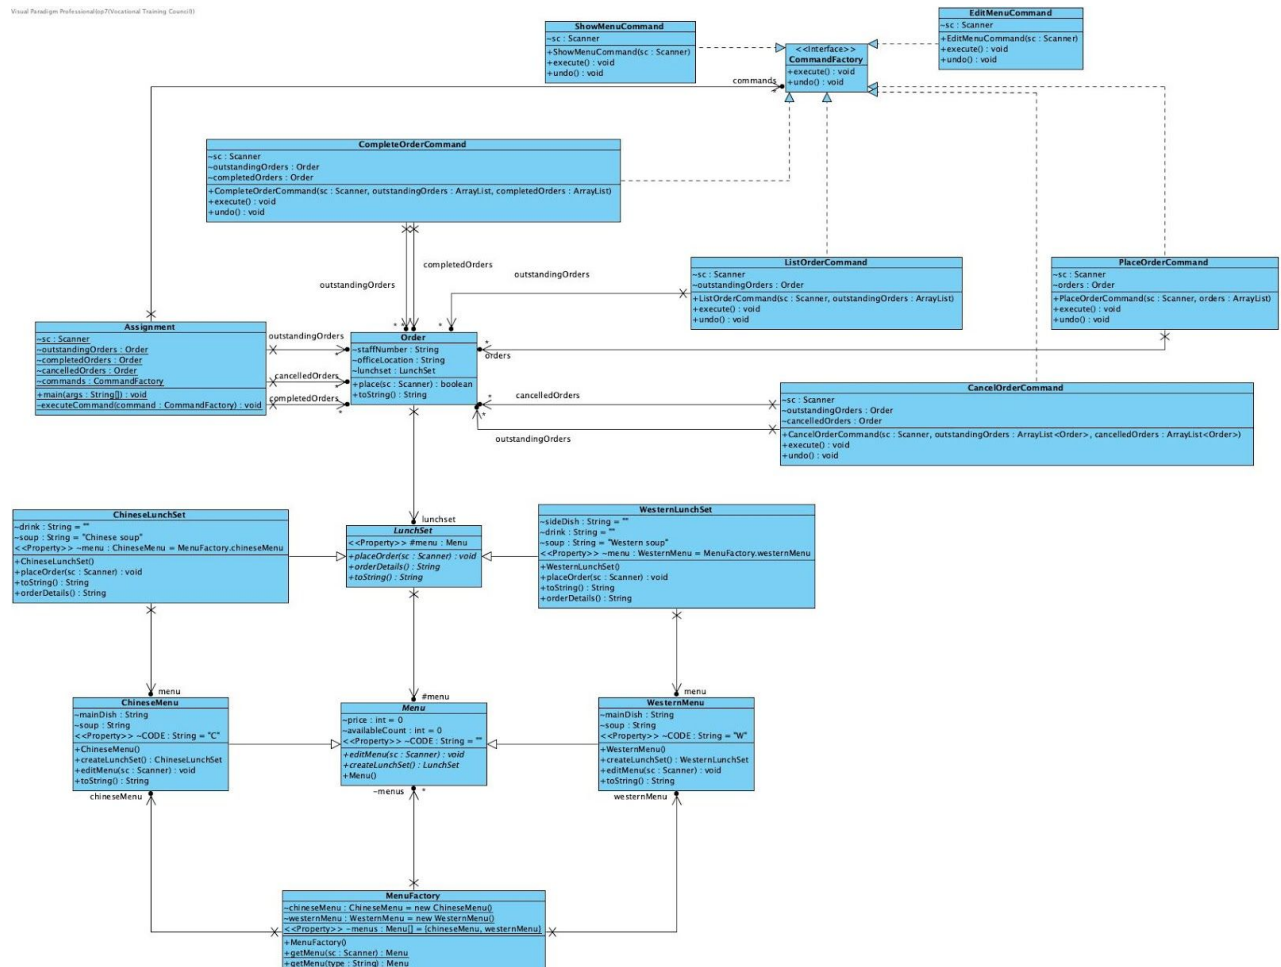 Visual Paradigm Professional(cp7(Vocational Training Council))
ShowMenuCommand
~sc : Scanner
+ShowMenuCommand(sc : Scanner)
+execute() : void
+undo() : void
EditMenuCommand
~sc : Scanner
+EditMenuCommand(sc : Scanner)
+execute() : void
+undo() : void
<<Interface>>
CommandFactory
+execute() : void
+undo() : void
commands
*
CompleteOrderCommand
~sc : Scanner
~outstandingOrders : Order
~completedOrders : Order
+CompleteOrderCommand(sc : Scanner, outstandingOrders : ArrayList, completedOrders : ArrayList)
+execute() : void
+undo() : void
completedOrders
outstandingOrders
outstandingOrders
* *
*
ListOrderCommand
~sc : Scanner
~outstandingOrders : Order
+ListOrderCommand(sc : Scanner, outstandingOrders : ArrayList)
+execute() : void
+undo() : void
PlaceOrderCommand
~sc : Scanner
~orders : Order
+PlaceOrderCommand(sc : Scanner, orders : ArrayList)
+execute() : void
+undo() : void
Assignment
~sc : Scanner
~outstandingOrders : Order
~completedOrders : Order
~cancelledOrders : Order
~commands : CommandFactory
+main(args : String[]) : void
~executeCommand(command : CommandFactory) : void
outstandingOrders
*
cancelledOrders
*
completedOrders
*
Order
~staffNumber : String
~officeLocation : String
~lunchset : LunchSet
+place(sc : Scanner) : boolean
+toString() : String
*
orders
*
cancelledOrders
*
outstandingOrders
CancelOrderCommand
~sc : Scanner
~outstandingOrders : Order
~cancelledOrders : Order
+CancelOrderCommand(sc : Scanner, outstandingOrders : ArrayList<Order>, cancelledOrders : ArrayList<Order>)
+execute() : void
+undo() : void
ChineseLunchSet
~drink : String = ""
~soup : String = "Chinese soup"
<<Property>> ~menu : ChineseMenu = MenuFactory.chineseMenu
+ChineseLunchSet()
+placeOrder(sc : Scanner) : void
+toString() : String
+orderDetails() : String
lunchset
LunchSet
<<Property>> #menu : Menu
+placeOrder(sc : Scanner) : void
+orderDetails() : String
+toString() : String
WesternLunchSet
~sideDish : String = ""
~drink : String = ""
~soup : String = "Western soup"
<<Property>> ~menu : WesternMenu = MenuFactory.westernMenu
+WesternLunchSet()
+placeOrder(sc : Scanner) : void
+toString() : String
+orderDetails() : String
menu
#menu
menu
ChineseMenu
~mainDish : String
~soup : String
<<Property>> ~CODE : String = "C"
+ChineseMenu()
+createLunchSet() : ChineseLunchSet
+editMenu(sc : Scanner) : void
+toString() : String
Menu
~price : int = 0
~availableCount : int = 0
<<Property>> ~CODE : String = ""
+editMenu(sc : Scanner) : void
+createLunchSet() : LunchSet
+Menu()
WesternMenu
~mainDish : String
~soup : String
<<Property>> ~CODE : String = "W"
+WesternMenu()
+createLunchSet() : WesternLunchSet
+editMenu(sc : Scanner) : void
+toString() : String
chineseMenu
~menus *
westernMenu
MenuFactory
~chineseMenu : ChineseMenu = new ChineseMenu()
~westernMenu : WesternMenu = new WesternMenu()
<<Property>> ~menus : Menu[] = {chineseMenu, westernMenu}
+MenuFactory()
+getMenu(sc : Scanner) : Menu
+getMenu(type : String) : Menu